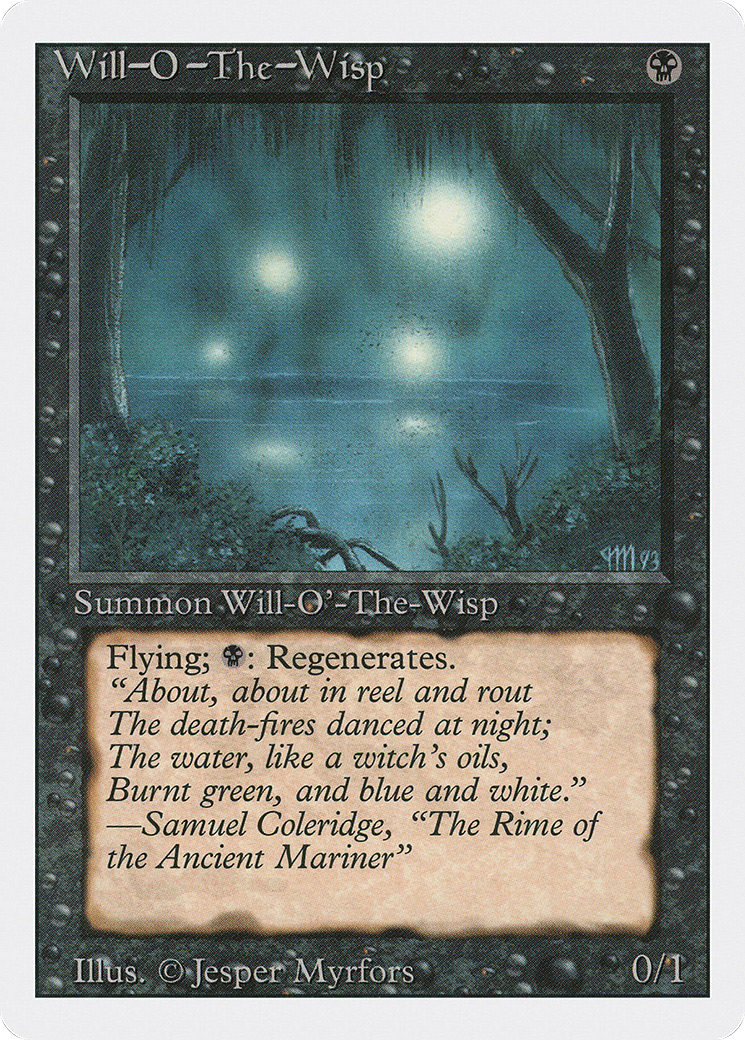 Will-O-The-Wisp
JM 93
Summon Will-O'-The-Wisp
Flying; : Regenerates.
“About, about in reel and rout
The death-fires danced at night;
The water, like a witch’s oils,
Burnt green, and blue and white.”
—Samuel Coleridge, “The Rime of
the Ancient Mariner”
Illus. © Jesper Myrfors
0/1